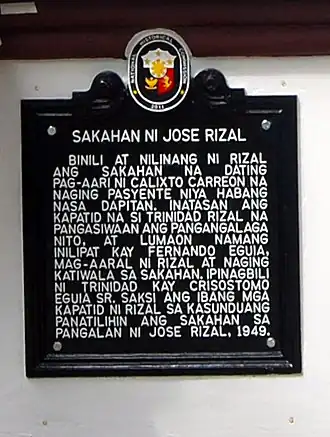 NATIONAL HISTORICAL COMMISSION
2011
SAKAHAN NI JOSE RIZAL
BINILI AT NILINANG NI RIZAL
ANG SAKAHAN NA DATING
PAG-AARI NI CALIXTO CARREON NA
NAGING PASYENTE NIYA HABANG
NASA DAPITAN. INATASAN ANG
KAPATID NA SI TRINIDAD RIZAL NA
PANGASIWAAN ANG PANGANGALAGA
NITO, AT LUMAON NAMANG
INILIPAT KAY FERNANDO EGUIA,
MAG-AARAL NI RIZAL AT NAGING
KATIWALA SA SAKAHAN. IPINAGBILI
NI TRINIDAD KAY CRISOSTOMO
EGUIA SR. SAKSI ANG IBANG MGA
KAPATID NI RIZAL SA KASUNDUANG
PANATILIHIN ANG SAKAHAN SA
PANGALAN NI JOSE RIZAL, 1949.